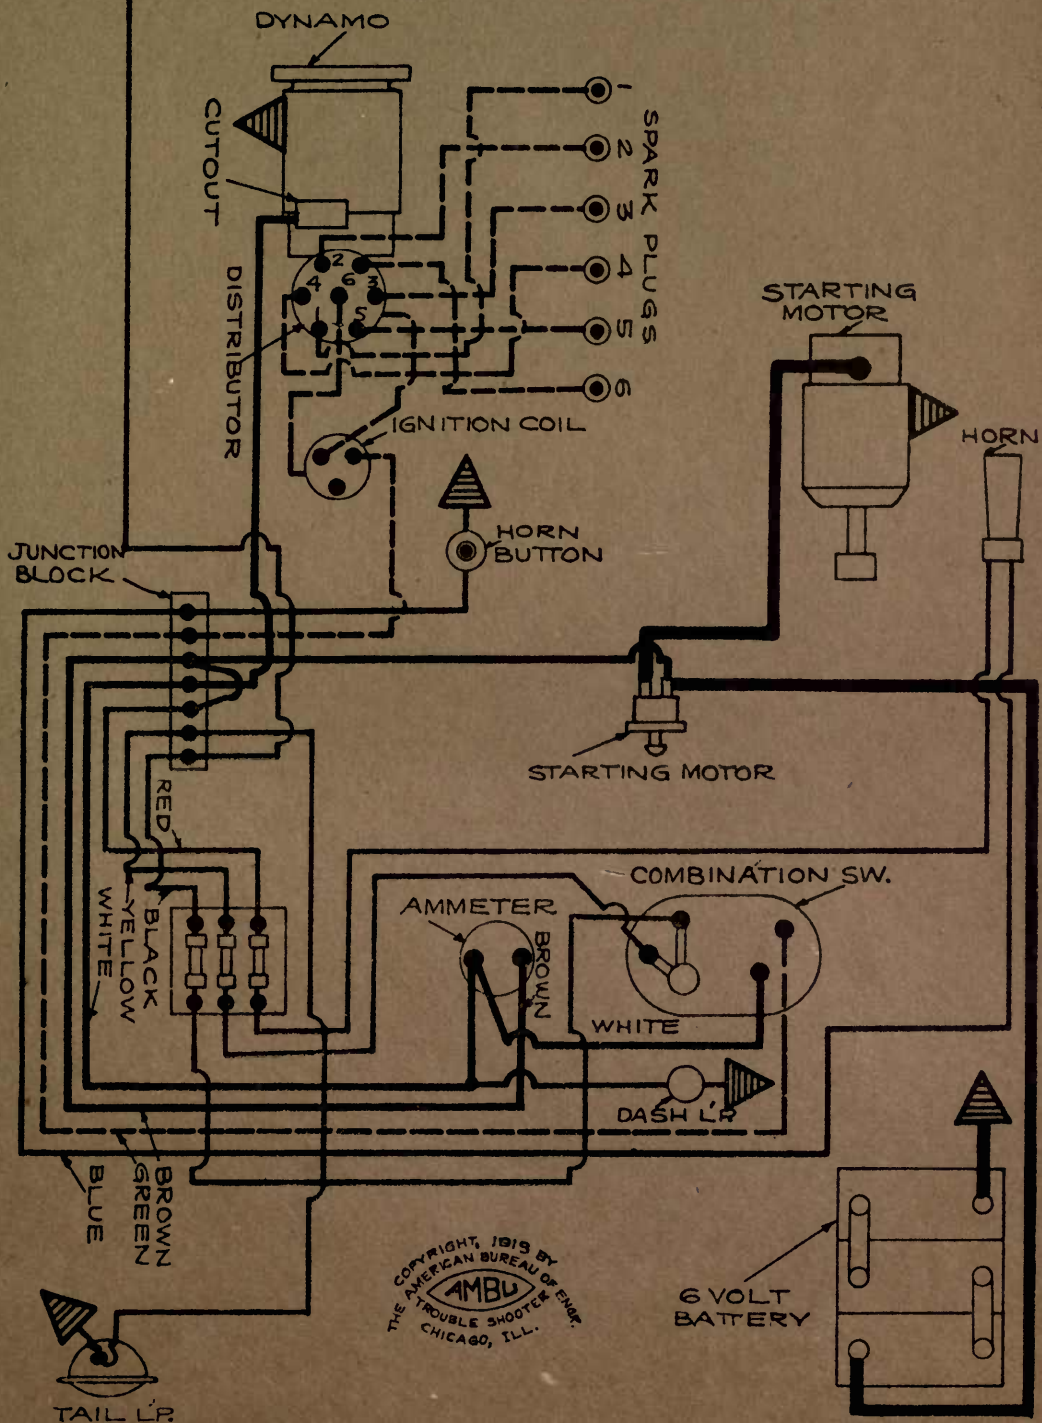 DYNAMO
CUTOUT
1
2
3
4
5
6
SPARK PLUGS
2
4 6 3
1 5
DISTRIBUTOR
IGNITION COIL
STARTING
MOTOR
HORN
HORN
BUTTON
JUNCTION
BLOCK
STARTING MOTOR
RED
BLACK
YELLOW
WHITE
COMBINATION SW.
AMMETER
BROWN
WHITE
DASH L'P.
BROWN
GREEN
BLUE
6 VOLT
BATTERY
COPYRIGHT, 1919 BY
THE AMERICAN BUREAU OF ENGR.
AMBU
TROUBLE SHOOTER
CHICAGO, ILL.
TAIL L'P.